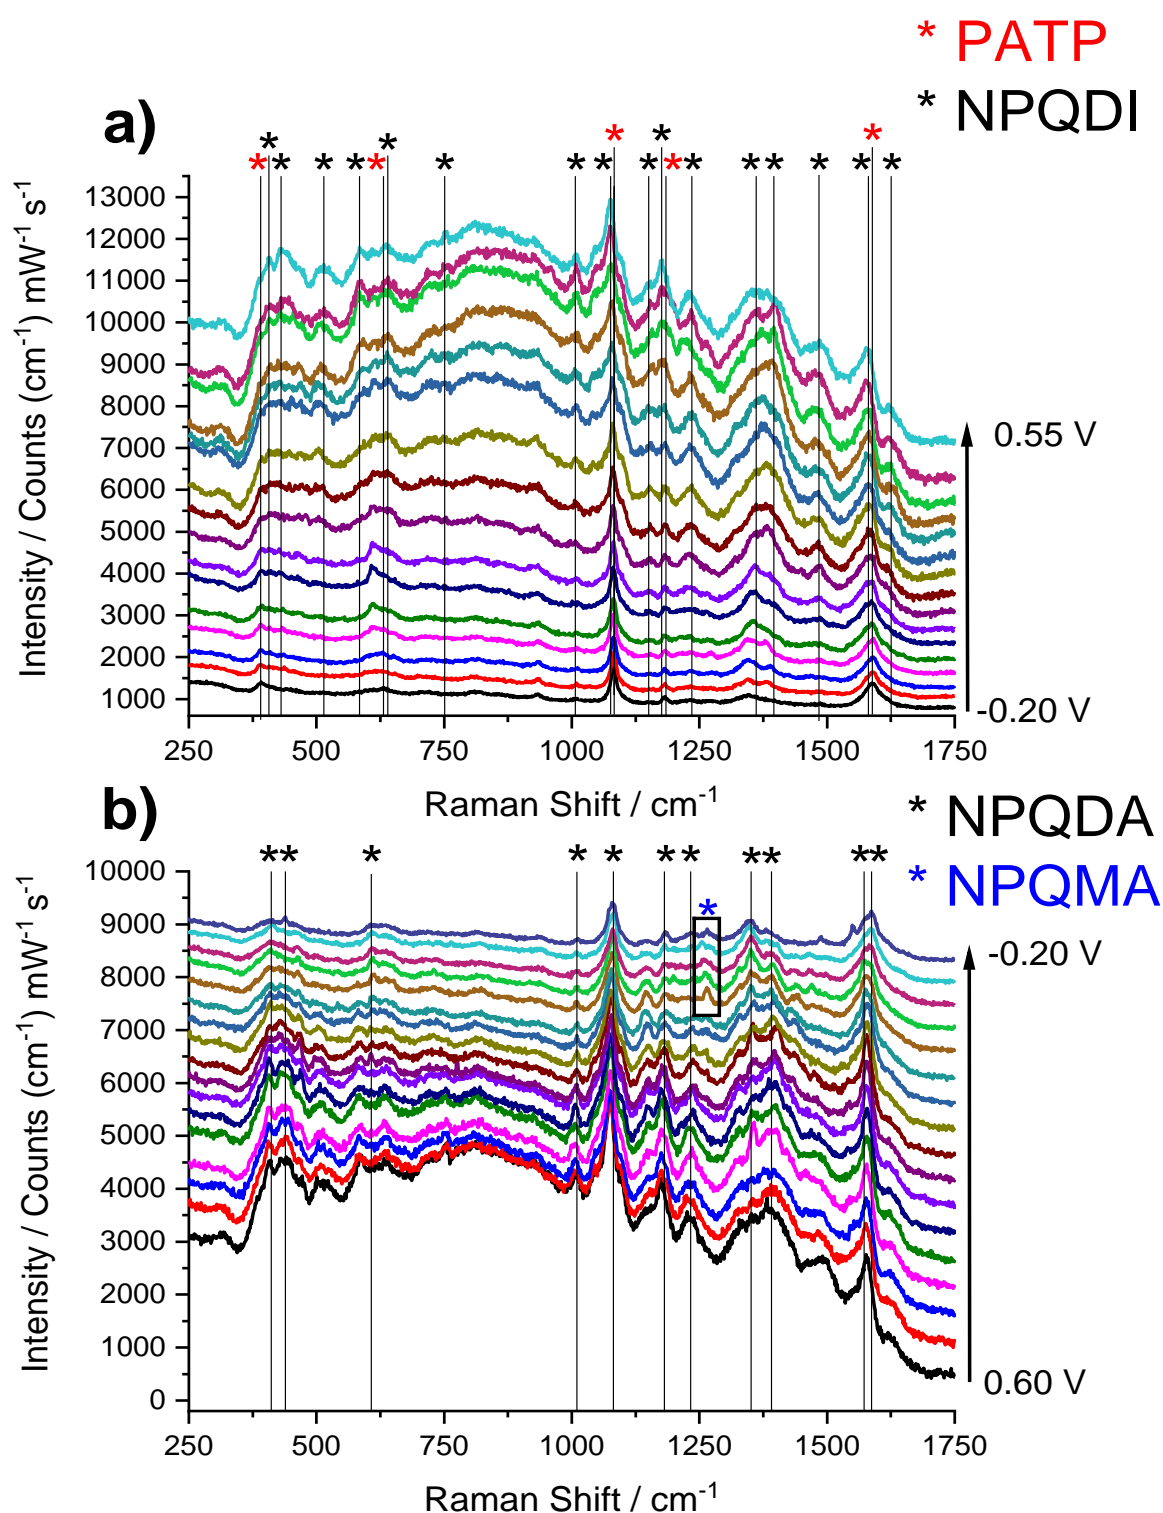 * PATP
* NPQDI
a)
* * * * * * * * * * * * * * * * * * * * * * *
Intensity / Counts (cm-1) mW-1 s-1
13000
12000
11000
10000
9000
8000
7000
6000
5000
4000
3000
2000
1000
0.55 V
-0.20 V
250 500 750 1000 1250 1500 1750
Raman Shift / cm-1
b)
* NPQDA
* NPQMA
* * * * * * * * * * *
*
Intensity / Counts (cm-1) mW-1 s-1
10000
9000
8000
7000
6000
5000
4000
3000
2000
1000
0
-0.20 V
0.60 V
250 500 750 1000 1250 1500 1750
Raman Shift / cm-1